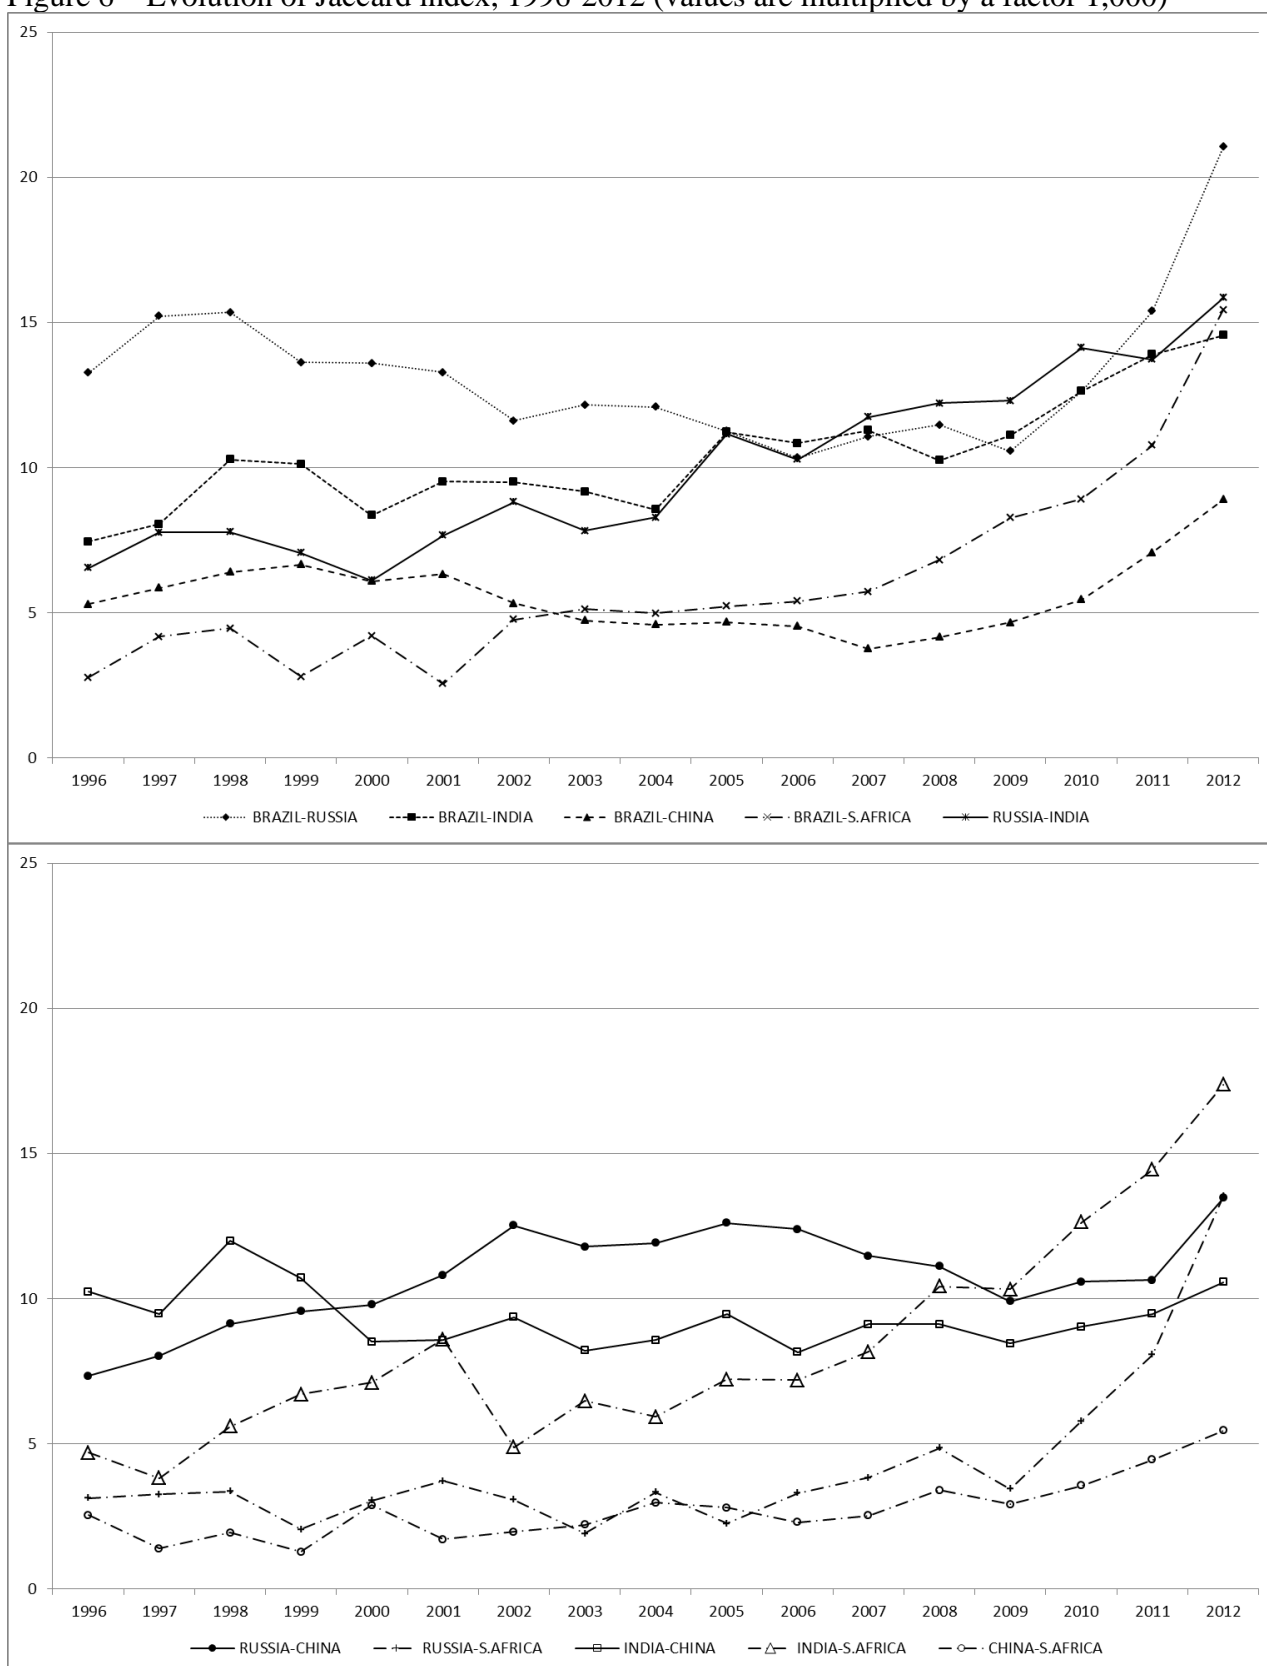 Figure 6 – Evolution of Jaccard index, 1996-2012 (values are multiplied by a factor 1,000)
25
20
15
10
5
0
1996 1997 1998 1999 2000 2001 2002 2003 2004 2005 2006 2007 2008 2009 2010 2011 2012
BRAZIL-RUSSIA BRAZIL-INDIA BRAZIL-CHINA BRAZIL-S.AFRICA RUSSIA-INDIA
25
20
15
10
5
0
1996 1997 1998 1999 2000 2001 2002 2003 2004 2005 2006 2007 2008 2009 2010 2011 2012
RUSSIA-CHINA RUSSIA-S.AFRICA INDIA-CHINA INDIA-S.AFRICA CHINA-S.AFRICA